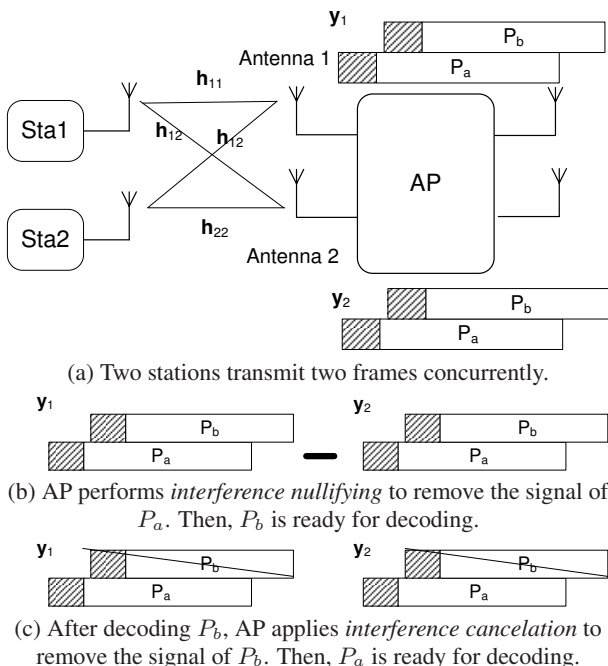 y1
Pb
Pa
Antenna 1
h11
Sta1
h12
h12
AP
Sta2
h22
Antenna 2
y2
Pb
Pa
(a) Two stations transmit two frames concurrently.
y1
y2
Pb
Pb
Pa
Pa
(b) AP performs interference nullifying to remove the signal of
Pa. Then, Pb is ready for decoding.
y1
y2
Pb
Pb
Pa
Pa
(c) After decoding Pb, AP applies interference cancelation to
remove the signal of Pb. Then, Pa is ready for decoding.